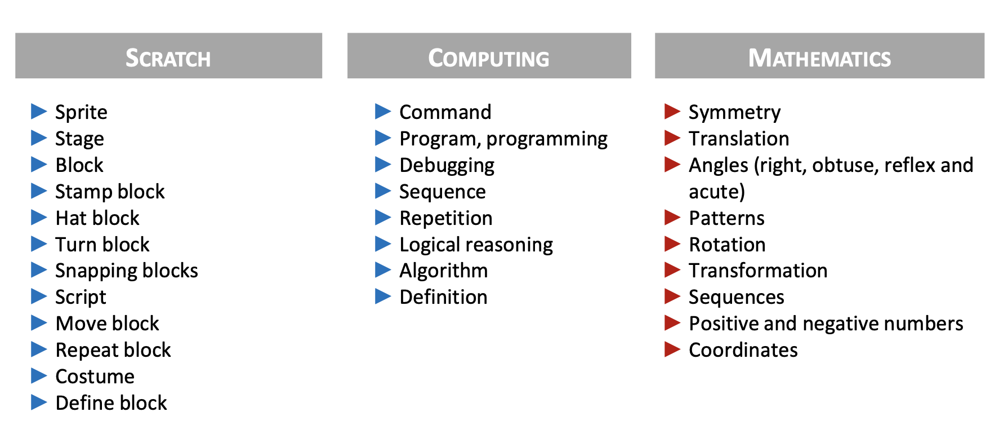 SCRATCH
Sprite
Stage
Block
Stamp block
Hat block
Turn block
Snapping blocks
Script
Move block
Repeat block
Costume
Define block
COMPUTING
Command
Program, programming
Debugging
Sequence
Repetition
Logical reasoning
Algorithm
Definition
MATHEMATICS
Symmetry
Translation
Angles (right, obtuse, reflex and
acute)
Patterns
Rotation
Transformation
Sequences
Positive and negative numbers
Coordinates